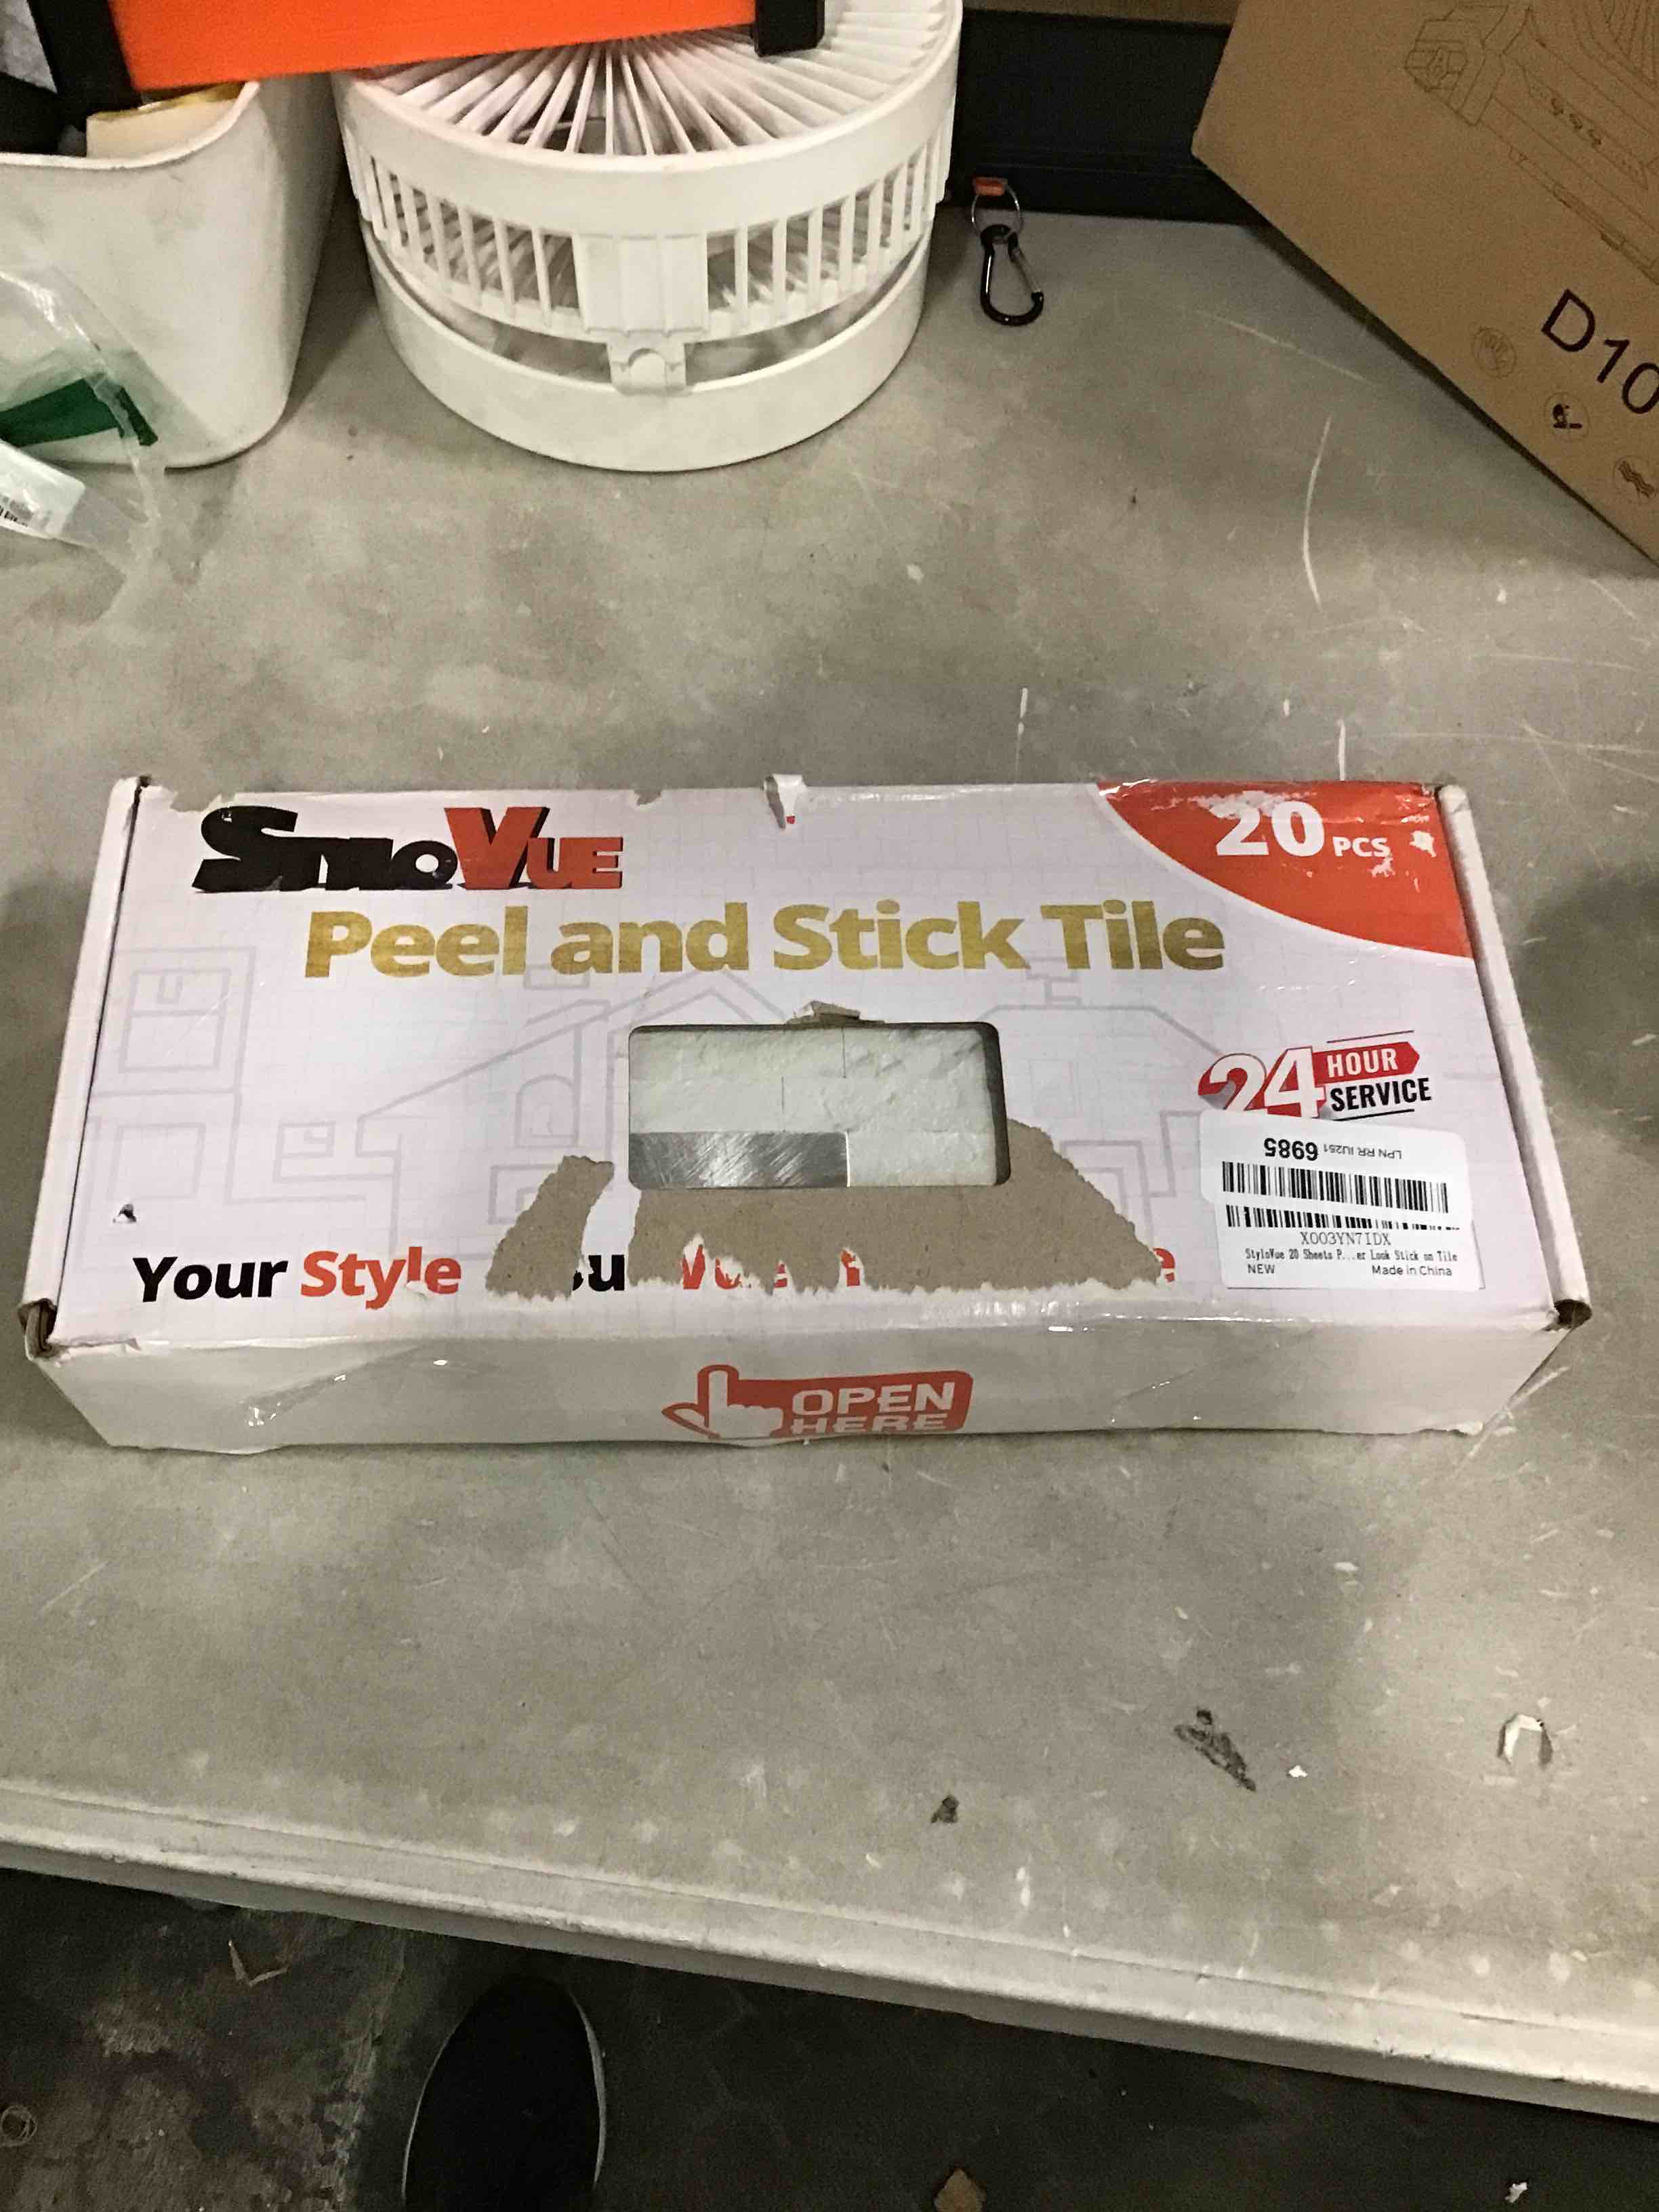 D10
STYLOVUE
20 PCS
Peel and Stick Tile
24 HOUR
SERVICE
LPN RR IU251 6985
X003YN7IDX
StyloVue 20 Sheets P...er Look Stick on Tile
NEW Made in China
Your Style
OPEN
HERE